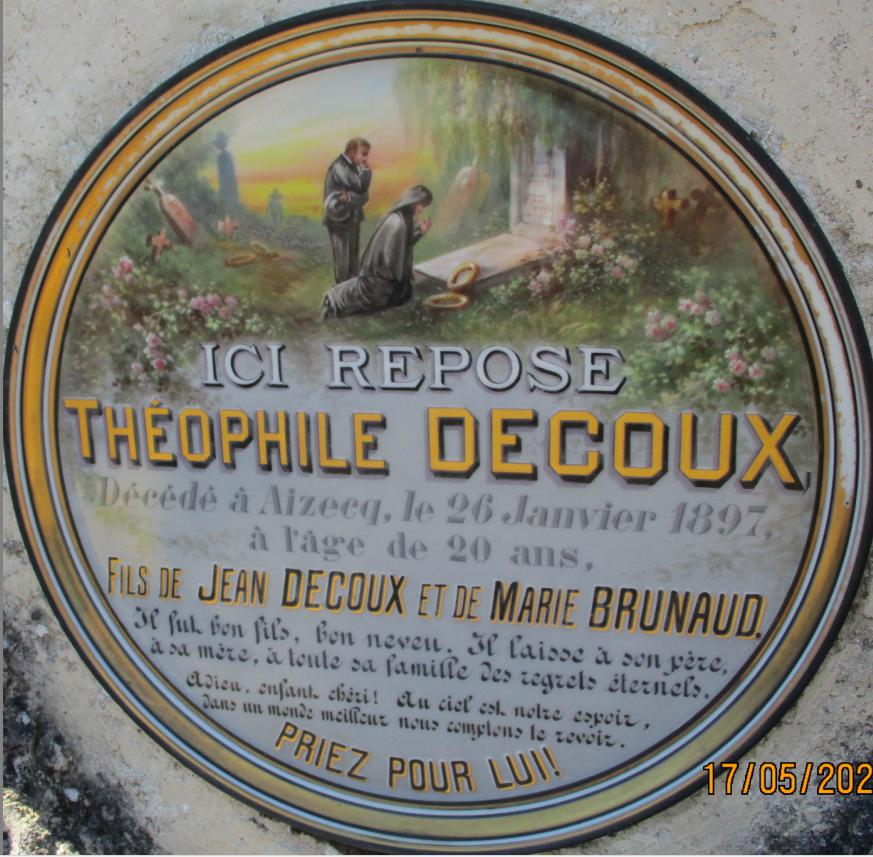 ICI REPOSE
THÉOPHILE DECOUX,
Décédé à Aizecq, le 26 Janvier 1897,
à l'âge de 20 ans,
FILS DE JEAN DECOUX ET DE MARIE BRUNAUD.
Il fut bon fils, bon neveu. Il laisse à son père,
à sa mère, à toute sa famille des regrets éternels.
Adieu, enfant chéri! Au ciel est notre espoir,
dans un monde meilleur nous comptons le revoir.
PRIEZ POUR LUI!
17/05/202